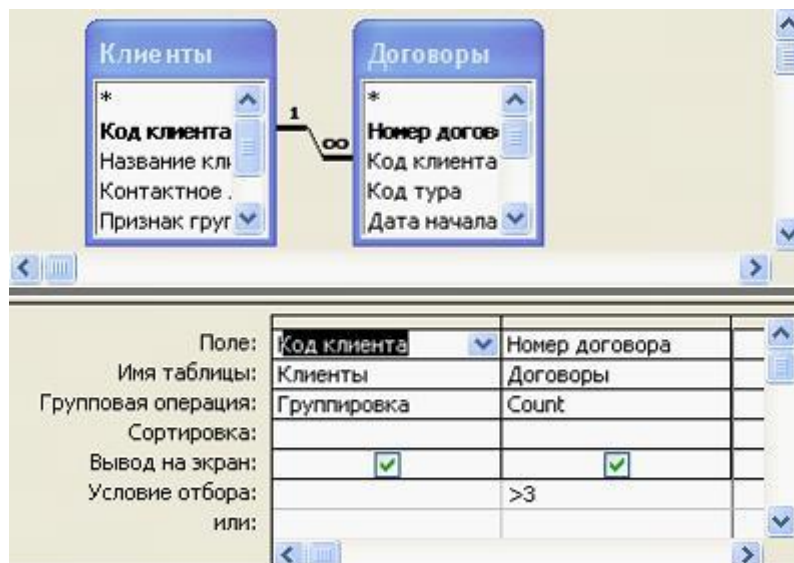 Клиенты
*
Код клиента
Название кли
Контактное .
Признак груг
1
∞
Договоры
*
Номер догов
Код клиента
Код тура
Дата начала
Поле: Код клиента Номер договора
Имя таблицы: Клиенты Договоры
Групповая операция: Группировка Count
Сортировка:
Вывод на экран:
Условие отбора: >3
или: